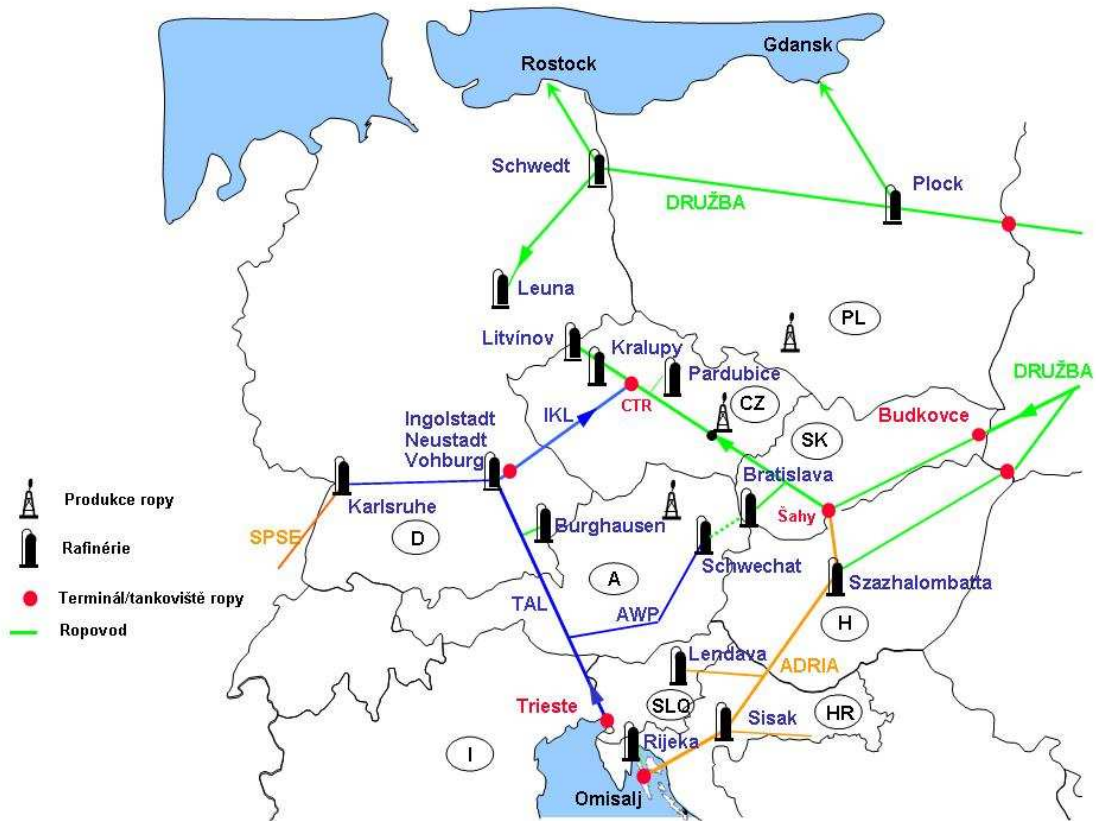 Gdansk
Rostock
Schwedt
Plock
DRUŽBA
Leuna
PL
Litvínov
Kralupy
Pardubice
DRUŽBA
CTR
CZ
IKL
Budkovce
Ingolstadt
Neustadt
Vohburg
SK
Bratislava
Produkce ropy
Karlsruhe
Šahy
Burghausen
SPSE
D
Rafinérie
Schwechat
A
Szazhalombatta
Terminál/tankoviště ropy
TAL
AWP
H
Ropovod
Lendava
ADRIA
Trieste
SLO
HR
Sisak
I
Rijeka
Omisalj